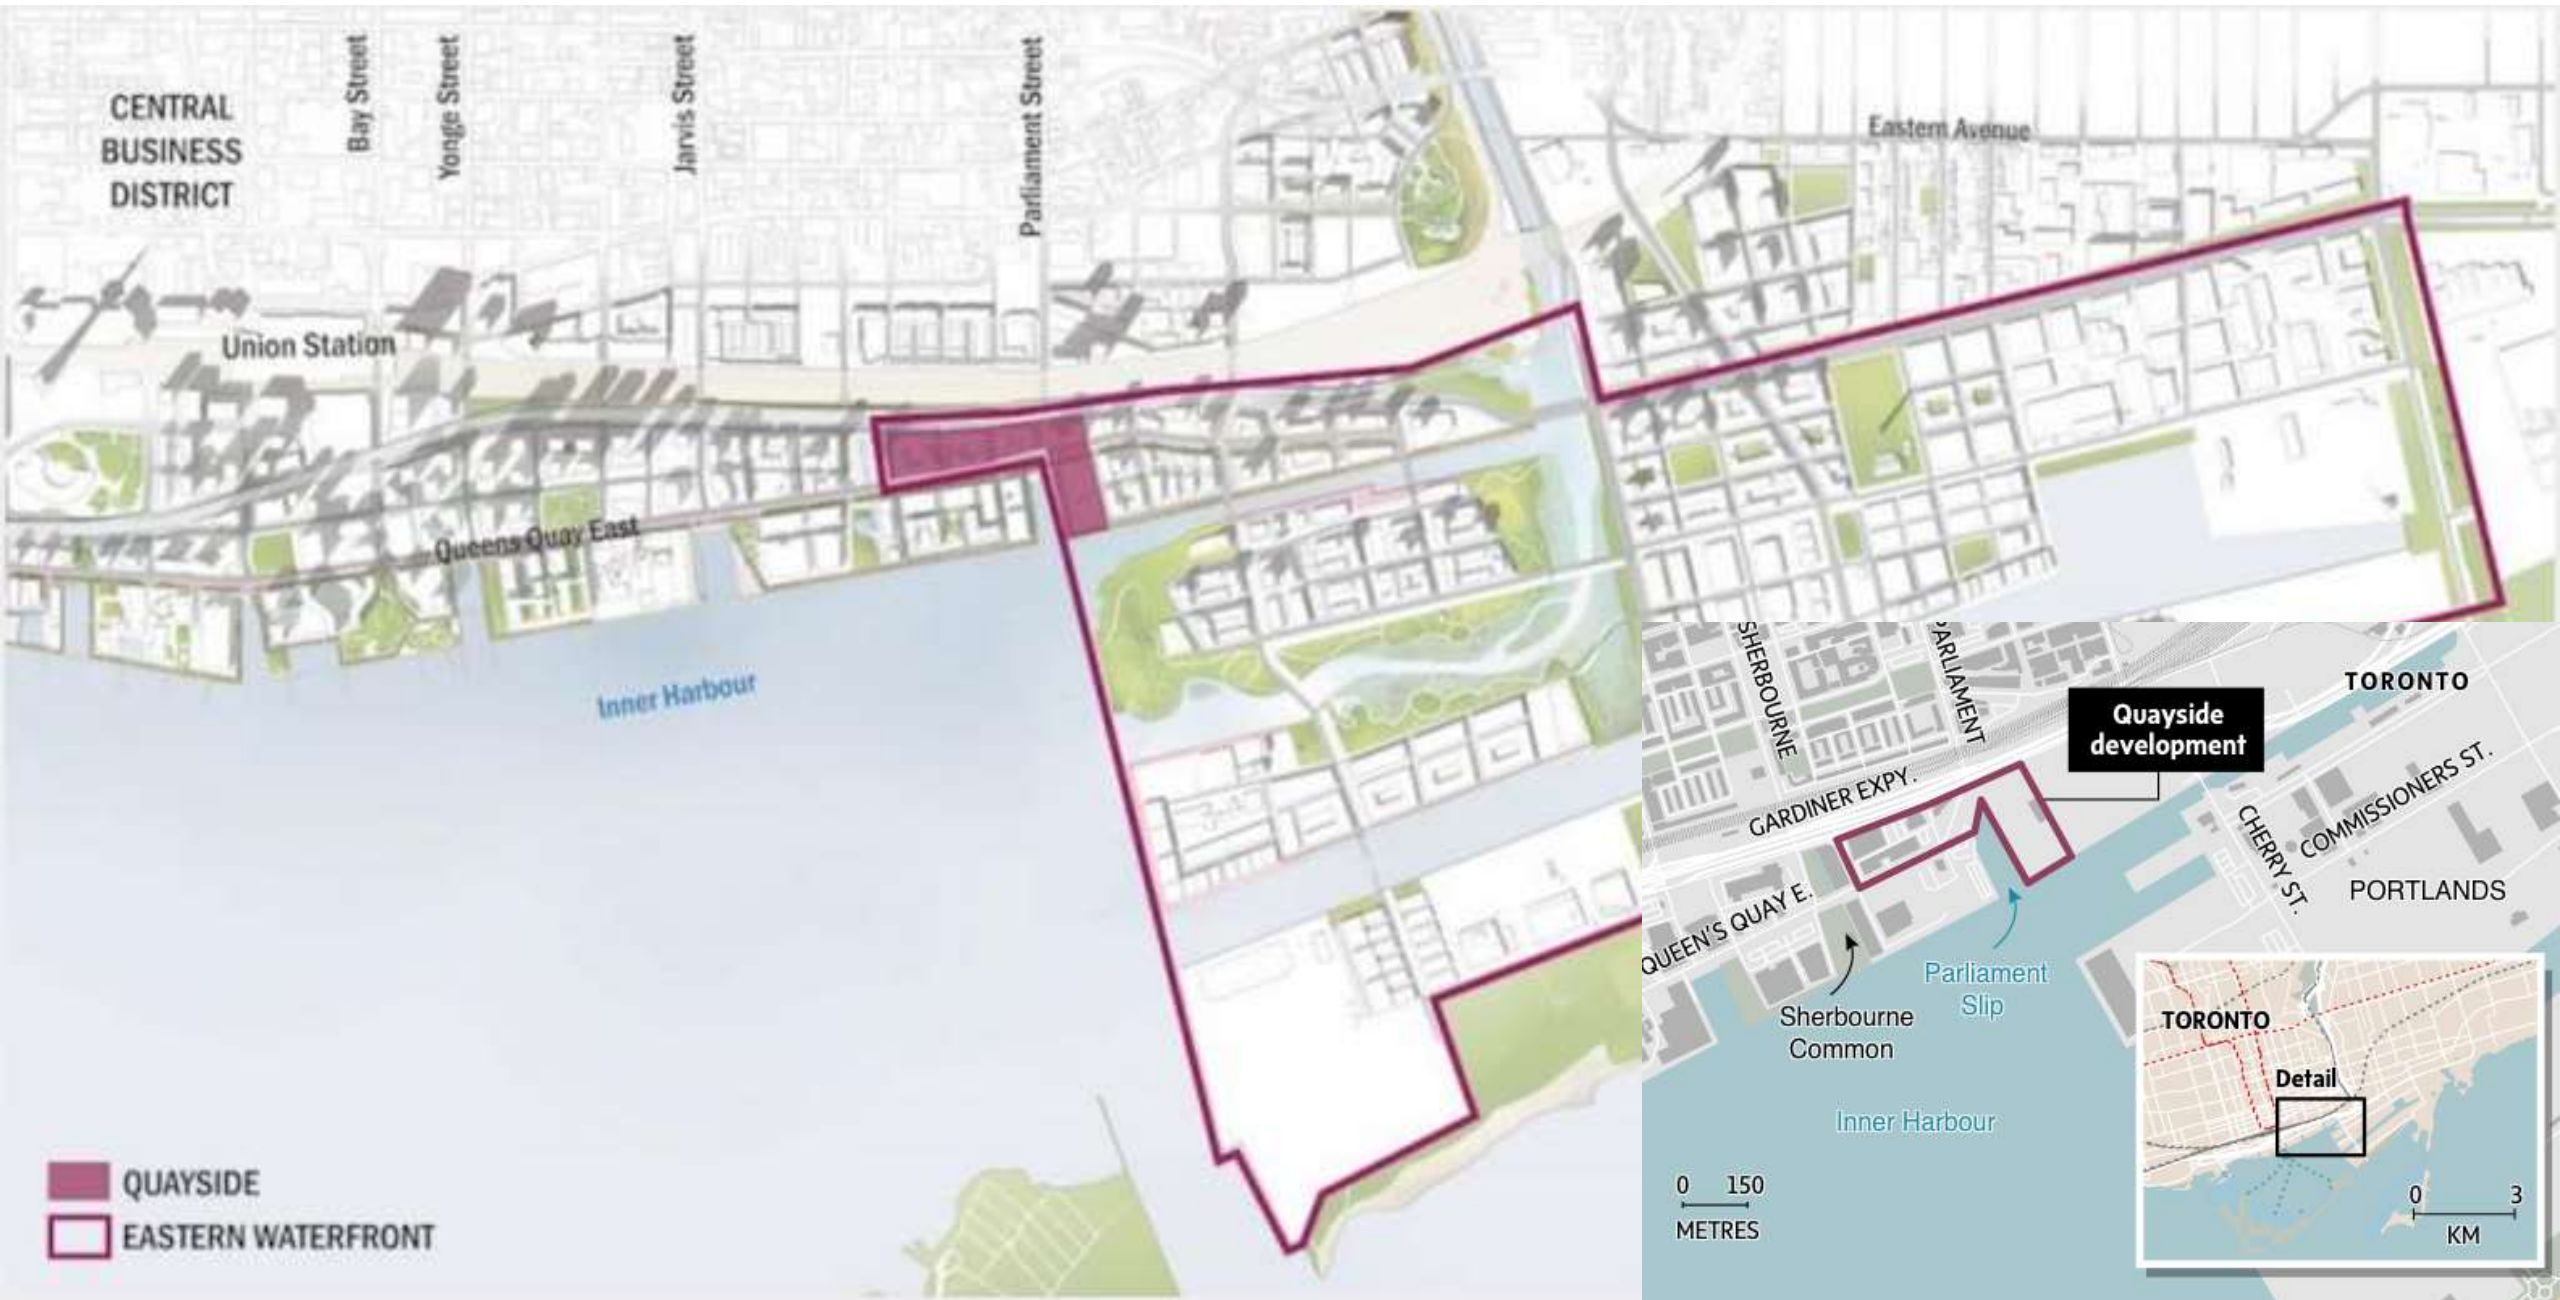 CENTRAL
BUSINESS
DISTRICT
Bay Street
Yonge Street
Jarvis Street
Parliament Street
Eastern Avenue
Union Station
Queens Quay East
Inner Harbour
QUAYSIDE
EASTERN WATERFRONT
SHERBOURNE
PARLIAMENT
TORONTO
Quayside
development
GARDINER EXPY.
COMMISSIONERS ST.
CHERRY ST.
PORTLANDS
QUEEN'S QUAY E.
Parliament
Slip
Sherbourne
Common
Inner Harbour
0 150
METRES
TORONTO
Detail
0 3
KM